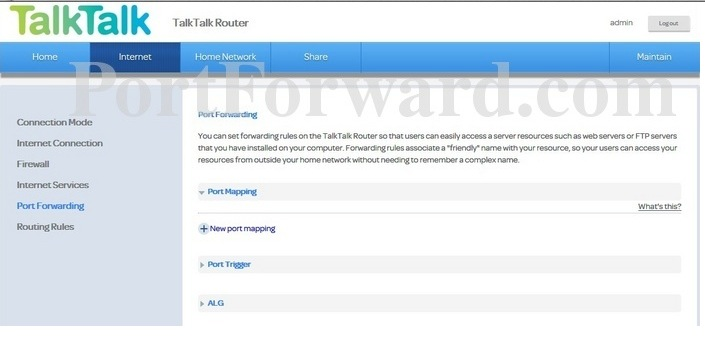 TalkTalk TalkTalk Router admin Logout
Home Internet Home Network Share Maintain
PortForward.com
Connection Mode
Internet Connection
Firewall
Internet Services
Port Forwarding
Routing Rules
Port Forwarding
You can set forwarding rules on the TalkTalk Router so that users can easily access a server resources such as web servers or FTP servers
that you have installed on your computer. Forwarding rules associate a "friendly" name with your resource, so your users can access your
resources from outside your home network without needing to remember a complex name.
Port Mapping
What's this?
New port mapping
Port Trigger
ALG